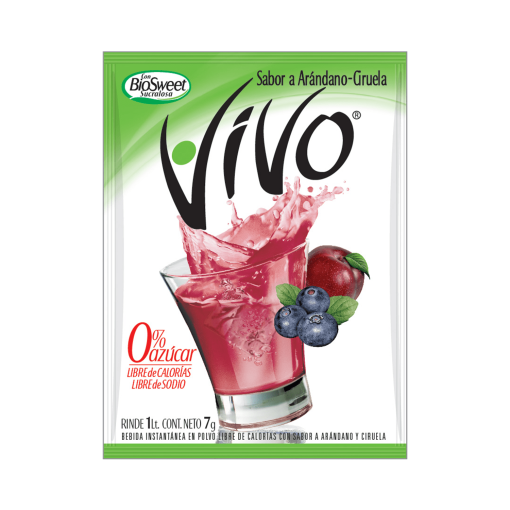 Con
BioSweet
Sucralosa
Sabor a Arándano-Ciruela
ViVO®
0%
azúcar
LIBRE de CALORÍAS
LIBRE de SODIO
RINDE 1Lt. CONT. NETO 7g
BEBIDA INSTANTÁNEA EN POLVO LIBRE DE CALORÍAS CON SABOR A ARÁNDANO Y CIRUELA